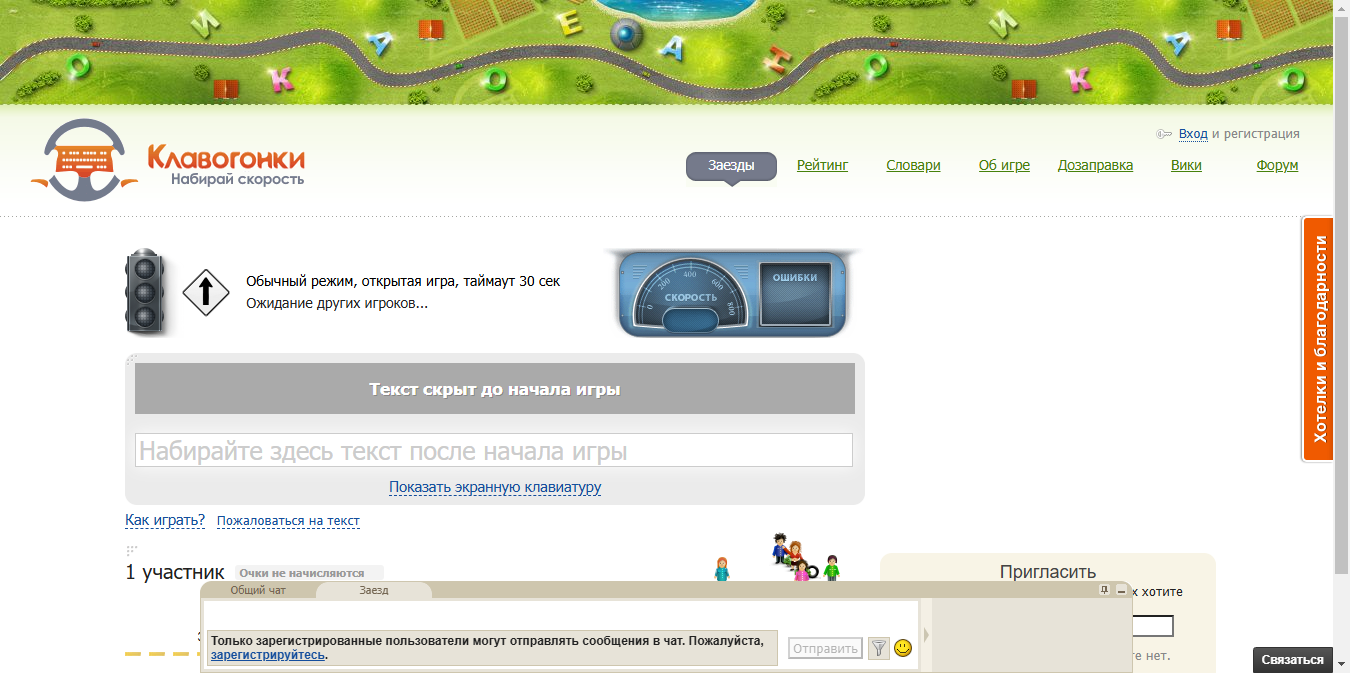 И А Е А Н О К О И А О К О
Вход и регистрация
Клавогонки
Набирай скорость
Заезды Рейтинг Словари Об игре Дозаправка Вики Форум
Хотелки и благодарности
Обычный режим, открытая игра, таймаут 30 сек
Ожидание других игроков...
0 200 400 600 800
СКОРОСТЬ
ОШИБКИ
Текст скрыт до начала игры
Набирайте здесь текст после начала игры
Показать экранную клавиатуру
Как играть? Пожаловаться на текст
1 участник Очки не начисляются
Пригласить
х хотите
Общий чат Заезд
Только зарегистрированные пользователи могут отправлять сообщения в чат. Пожалуйста,
зарегистрируйтесь.
Отправить
те нет.
Связаться